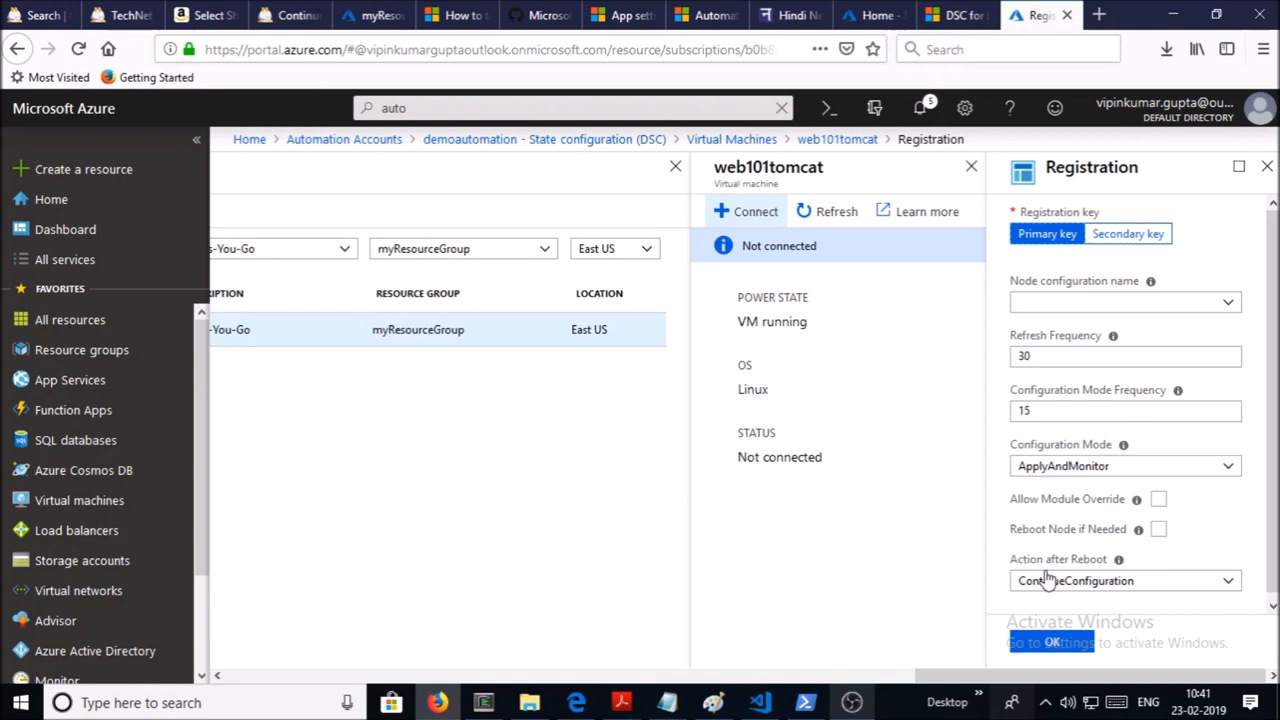 Search |
TechNet
Select Sh
Continu
myResou
How to t
Microso
App sett
Automat
Hindi Ne
Home -
DSC for L
Regis
https://portal.azure.com/#@vipinkumarguptaoutlook.onmicrosoft.com/resource/subscriptions/b0b8
Search
Most Visited
Getting Started
Microsoft Azure
auto
5
vipinkumar.gupta@ou...
DEFAULT DIRECTORY
Home
Automation Accounts
demoautomation - State configuration (DSC)
Virtual Machines
web101tomcat
Registration
Create a resource
Home
Dashboard
All services
FAVORITES
All resources
Resource groups
App Services
Function Apps
SQL databases
Azure Cosmos DB
Virtual machines
Load balancers
Storage accounts
Virtual networks
Advisor
Azure Active Directory
Monitor
s-You-Go
myResourceGroup
East US
RIPTION
RESOURCE GROUP
LOCATION
s-You-Go
myResourceGroup
East US
web101tomcat
Virtual machine
Connect
Refresh
Learn more
Not connected
POWER STATE
VM running
OS
Linux
STATUS
Not connected
Registration
* Registration key
Primary key
Secondary key
Node configuration name
Refresh Frequency
30
Configuration Mode Frequency
15
Configuration Mode
ApplyAndMonitor
Allow Module Override
Reboot Node if Needed
Action after Reboot
ContinueConfiguration
Activate Windows
Go to Settings to activate Windows.
OK
Type here to search
Desktop
ENG
10:41
23-02-2019